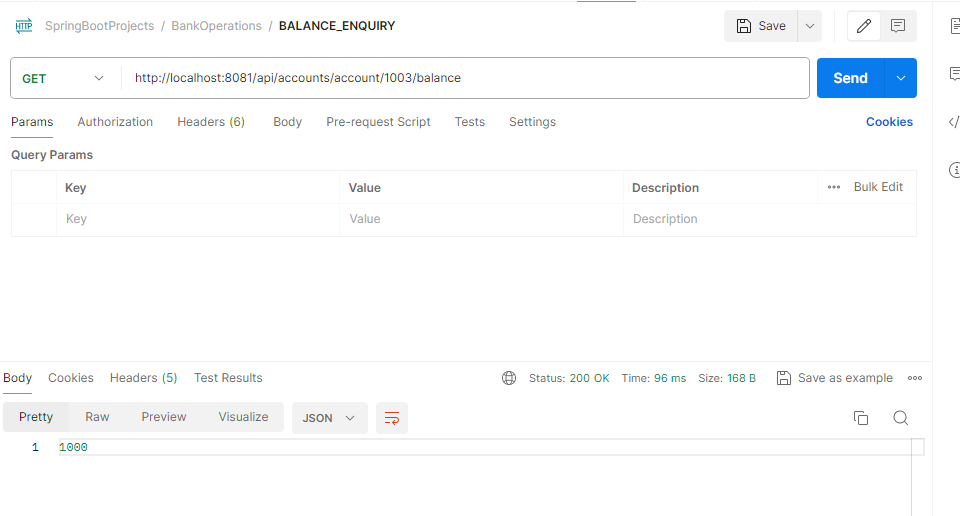 HTTP SpringBootProjects / BankOperations / BALANCE_ENQUIRY Save
GET http://localhost:8081/api/accounts/account/1003/balance Send
Params Authorization Headers (6) Body Pre-request Script Tests Settings Cookies
Query Params
Key Value Description ••• Bulk Edit
Key Value Description
Body Cookies Headers (5) Test Results Status: 200 OK Time: 96 ms Size: 168 B Save as example •••
Pretty Raw Preview Visualize JSON
1 1000